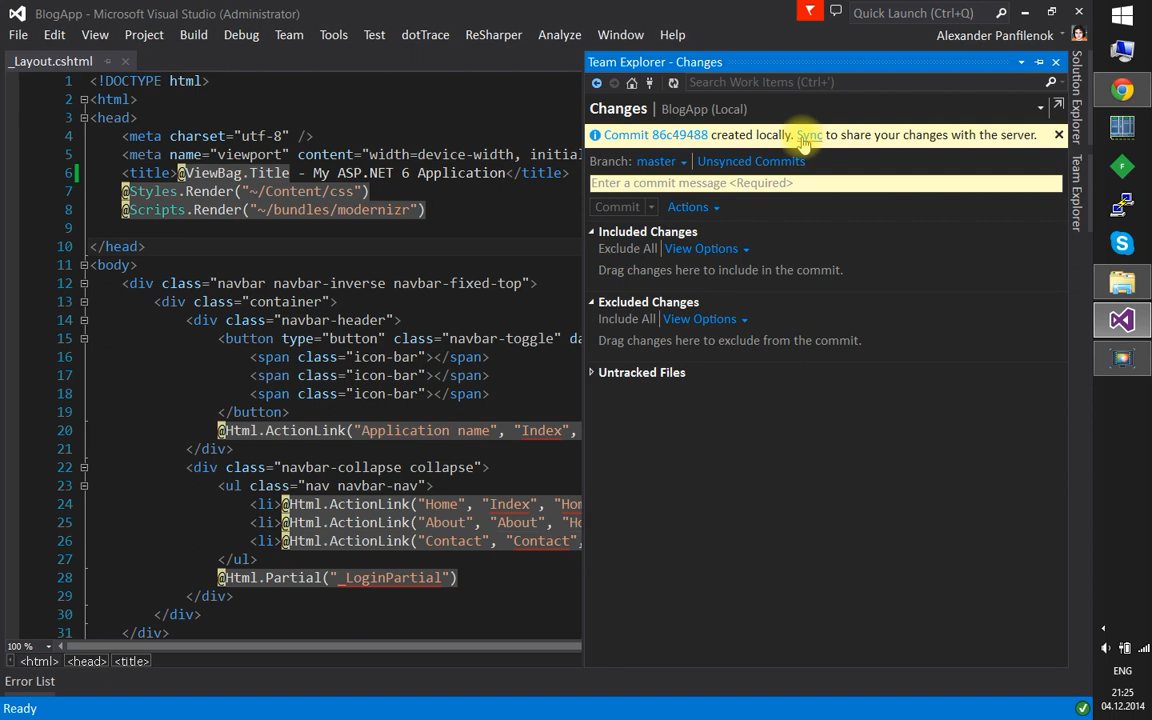 BlogApp - Microsoft Visual Studio (Administrator)
Quick Launch (Ctrl+Q)
File Edit View Project Build Debug Team Tools Test dotTrace ReSharper Analyze Window Help
Alexander Panfilenok
_Layout.cshtml
1 <!DOCTYPE html>
2 <html>
3 <head>
4 <meta charset="utf-8" />
5 <meta name="viewport" content="width=device-width, initial
6 <title>@ViewBag.Title - My ASP.NET 6 Application</title>
7 @Styles.Render("~/Content/css")
8 @Scripts.Render("~/bundles/modernizr")
9
10 </head>
11 <body>
12 <div class="navbar navbar-inverse navbar-fixed-top">
13 <div class="container">
14 <div class="navbar-header">
15 <button type="button" class="navbar-toggle" da
16 <span class="icon-bar"></span>
17 <span class="icon-bar"></span>
18 <span class="icon-bar"></span>
19 </button>
20 @Html.ActionLink("Application name", "Index",
21 </div>
22 <div class="navbar-collapse collapse">
23 <ul class="nav navbar-nav">
24 <li>@Html.ActionLink("Home", "Index", "Hom
25 <li>@Html.ActionLink("About", "About", "Ho
26 <li>@Html.ActionLink("Contact", "Contact",
27 </ul>
28 @Html.Partial("_LoginPartial")
29 </div>
30 </div>
31 </div>
100 %
<html> <head> <title>
Error List
Ready
Team Explorer - Changes
Search Work Items (Ctrl+')
Changes | BlogApp (Local)
Commit 86c49488 created locally. Sync to share your changes with the server.
Branch: master | Unsynced Commits
Enter a commit message <Required>
Commit Actions
Included Changes
Exclude All | View Options
Drag changes here to include in the commit.
Excluded Changes
Include All | View Options
Drag changes here to exclude from the commit.
Untracked Files
Solution Explorer
Team Explorer
ENG
21:25
04.12.2014